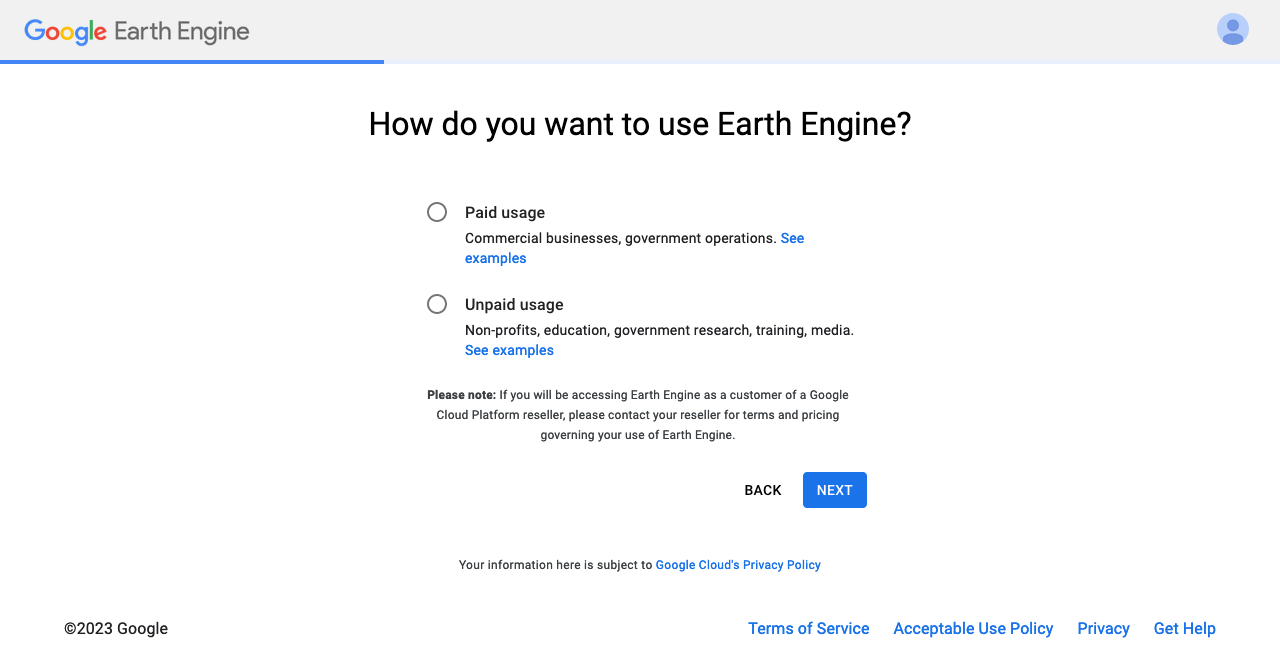 Google Earth Engine
How do you want to use Earth Engine?
Paid usage
Commercial businesses, government operations. See
examples
Unpaid usage
Non-profits, education, government research, training, media.
See examples
Please note: If you will be accessing Earth Engine as a customer of a Google
Cloud Platform reseller, please contact your reseller for terms and pricing
governing your use of Earth Engine.
BACK NEXT
Your information here is subject to Google Cloud's Privacy Policy
©2023 Google Terms of Service Acceptable Use Policy Privacy Get Help